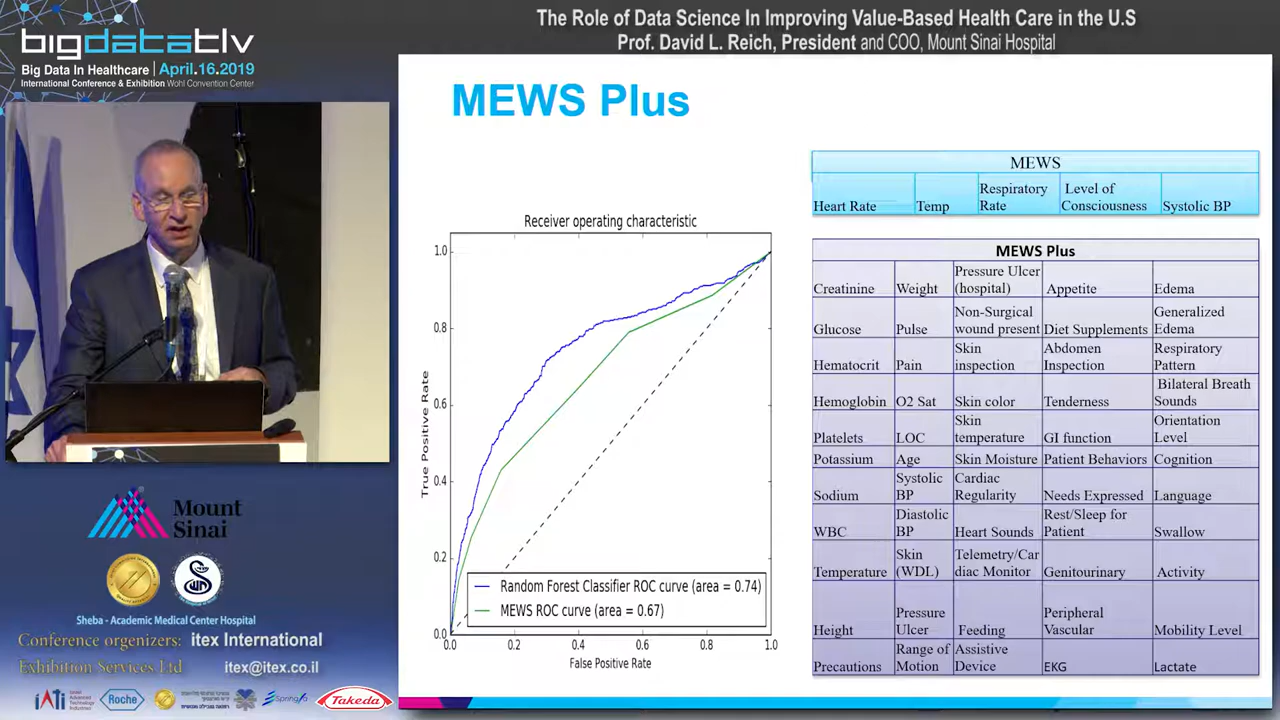 The Role of Data Science In Improving Value-Based Health Care in the U.S
Prof. David L. Reich, President and COO, Mount Sinai Hospital
bigdatatlv
Big Data In Healthcare | April.16.2019
International Conference & Exhibition Wohl Convention Center
MEWS Plus
MEWS
Heart Rate Temp Respiratory Rate Level of Consciousness Systolic BP
Receiver operating characteristic
1.0
0.8
0.6
0.4
0.2
0.0
True Positive Rate
0.0 0.2 0.4 0.6 0.8 1.0
False Positive Rate
Random Forest Classifier ROC curve (area = 0.74)
MEWS ROC curve (area = 0.67)
MEWS Plus
Creatinine Weight Pressure Ulcer (hospital) Appetite Edema
Glucose Pulse Non-Surgical wound present Diet Supplements Generalized Edema
Hematocrit Pain Skin inspection Abdomen Inspection Respiratory Pattern
Hemoglobin O2 Sat Skin color Tenderness Bilateral Breath Sounds
Platelets LOC Skin temperature GI function Orientation Level
Potassium Age Skin Moisture Patient Behaviors Cognition
Sodium Systolic BP Cardiac Regularity Needs Expressed Language
WBC Diastolic BP Heart Sounds Rest/Sleep for Patient Swallow
Temperature Skin (WDL) Telemetry/Cardiac Monitor Genitourinary Activity
Height Pressure Ulcer Feeding Peripheral Vascular Mobility Level
Precautions Range of Motion Assistive Device EKG Lactate
Mount Sinai
Sheba - Academic Medical Center Hospital
Conference organizers: itex International
Exhibition Services Ltd itex@itex.co.il
iATi Israel Advanced Technology Industries
Roche
Takeda